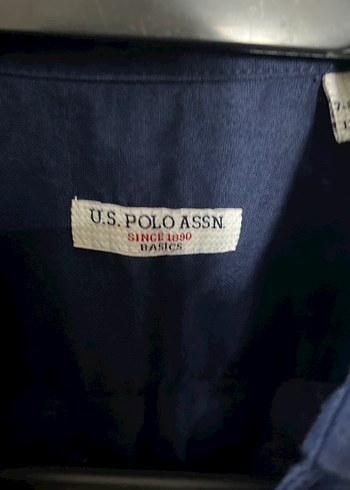 U.S. POLO ASSN.
SINCE 1890
BASICS